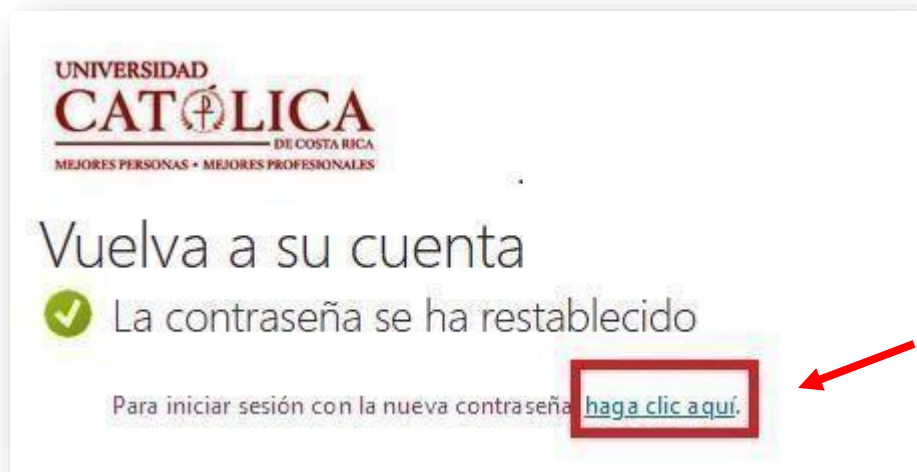 UNIVERSIDAD
CATÓLICA
DE COSTA RICA
MEJORES PERSONAS • MEJORES PROFESIONALES
.
Vuelva a su cuenta
La contraseña se ha restablecido
Para iniciar sesión con la nueva contraseña, haga clic aquí.